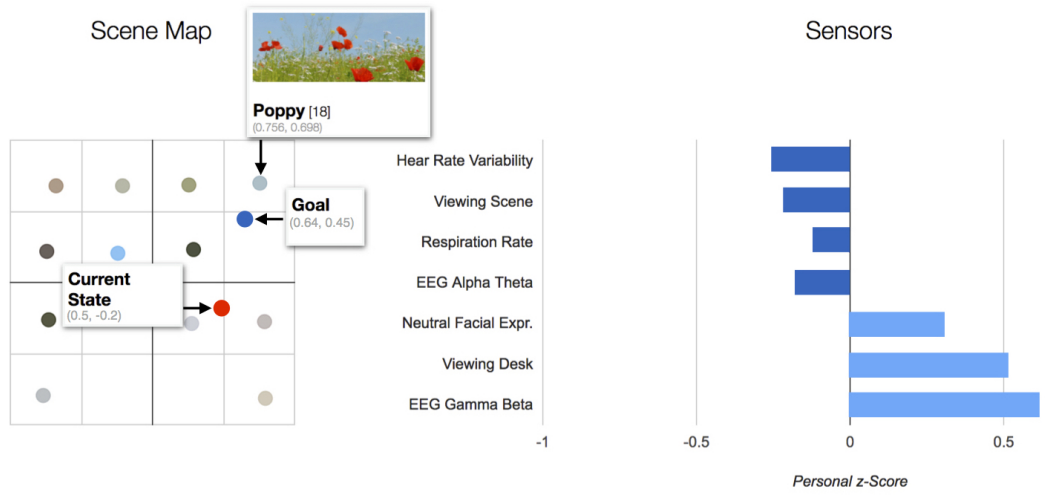 Scene Map
Sensors
Poppy [18]
(0.756, 0.698)
Goal
(0.64, 0.45)
Current
State
(0.5, -0.2)
Hear Rate Variability
Viewing Scene
Respiration Rate
EEG Alpha Theta
Neutral Facial Expr.
Viewing Desk
EEG Gamma Beta
-1
-0.5
0
0.5
Personal z-Score